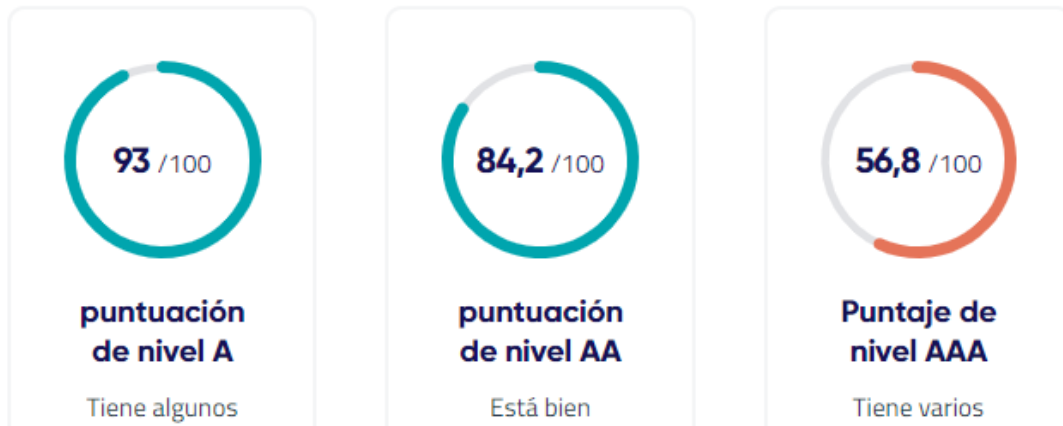 93 /100
puntuación
de nivel A
Tiene algunos
84,2 /100
puntuación
de nivel AA
Está bien
56,8 /100
Puntaje de
nivel AAA
Tiene varios